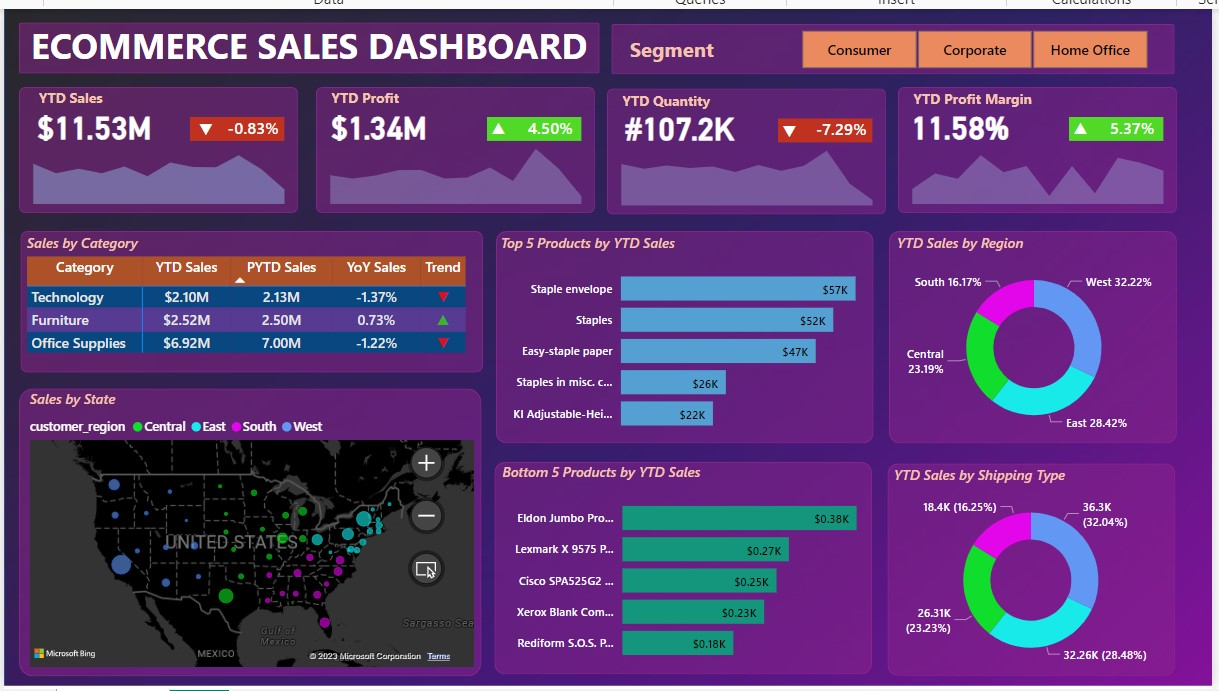 Data Queries Insert Calculations
ECOMMERCE SALES DASHBOARD
Segment
Consumer Corporate Home Office
YTD Sales
$11.53M ▼ -0.83%
YTD Profit
$1.34M ▲ 4.50%
YTD Quantity
#107.2K ▼ -7.29%
YTD Profit Margin
11.58% ▲ 5.37%
Sales by Category
Category YTD Sales PYTD Sales YoY Sales Trend
Technology $2.10M 2.13M -1.37% ▼
Furniture $2.52M 2.50M 0.73% ▲
Office Supplies $6.92M 7.00M -1.22% ▼
Top 5 Products by YTD Sales
Staple envelope $57K
Staples $52K
Easy-staple paper $47K
Staples in misc. c... $26K
KI Adjustable-Hei... $22K
YTD Sales by Region
South 16.17%
West 32.22%
Central
23.19%
East 28.42%
Sales by State
customer_region Central East South West
UNITED STATES
Gulf of
Mexico
Sargasso Sea
MEXICO
Microsoft Bing
© 2023 Microsoft Corporation Terms
Bottom 5 Products by YTD Sales
Eldon Jumbo Pro... $0.38K
Lexmark X 9575 P... $0.27K
Cisco SPA525G2 ... $0.25K
Xerox Blank Com... $0.23K
Rediform S.O.S. P... $0.18K
YTD Sales by Shipping Type
18.4K (16.25%)
36.3K
(32.04%)
26.31K
(23.23%)
32.26K (28.48%)